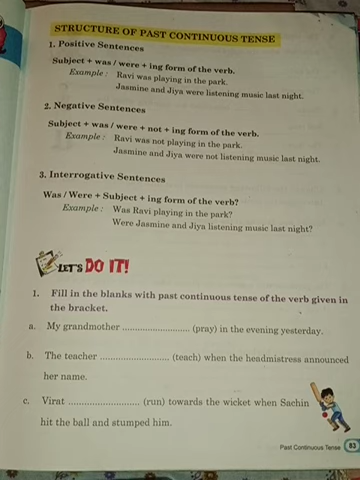 STRUCTURE OF PAST CONTINUOUS TENSE
1. Positive Sentences
Subject + was / were + ing form of the verb.
Example : Ravi was playing in the park.
Jasmine and Jiya were listening music last night.
2. Negative Sentences
Subject + was / were + not + ing form of the verb.
Example : Ravi was not playing in the park.
Jasmine and Jiya were not listening music last night.
3. Interrogative Sentences
Was / Were + Subject + ing form of the verb?
Example : Was Ravi playing in the park?
Were Jasmine and Jiya listening music last night?
LET'S DO IT!
1. Fill in the blanks with past continuous tense of the verb given in
the bracket.
a. My grandmother .......................... (pray) in the evening yesterday.
b. The teacher .......................... (teach) when the headmistress announced
her name.
c. Virat .......................... (run) towards the wicket when Sachin
hit the ball and stumped him.
Past Continuous Tense 83